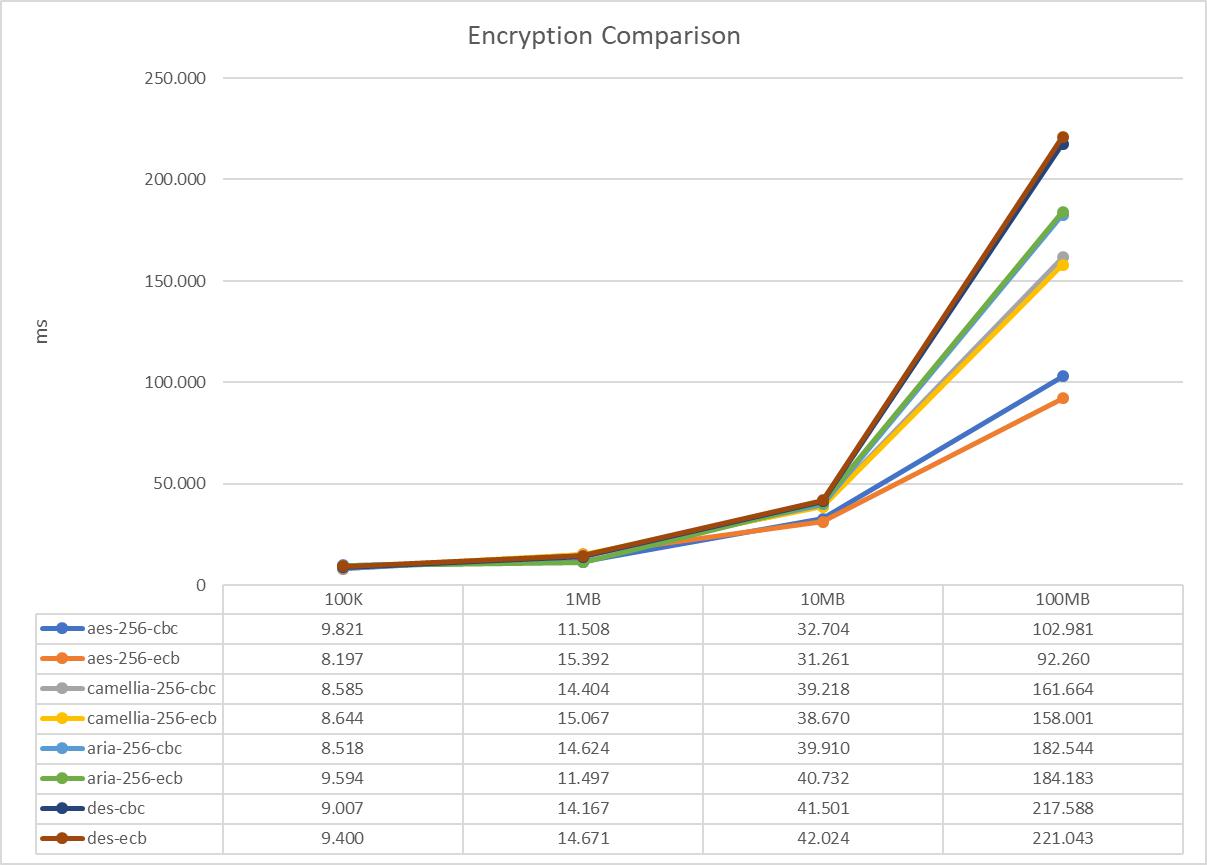 Encryption Comparison
250.000
200.000
150.000
100.000
50.000
0
ms
100K 1MB 10MB 100MB
aes-256-cbc 9.821 11.508 32.704 102.981
aes-256-ecb 8.197 15.392 31.261 92.260
camellia-256-cbc 8.585 14.404 39.218 161.664
camellia-256-ecb 8.644 15.067 38.670 158.001
aria-256-cbc 8.518 14.624 39.910 182.544
aria-256-ecb 9.594 11.497 40.732 184.183
des-cbc 9.007 14.167 41.501 217.588
des-ecb 9.400 14.671 42.024 221.043